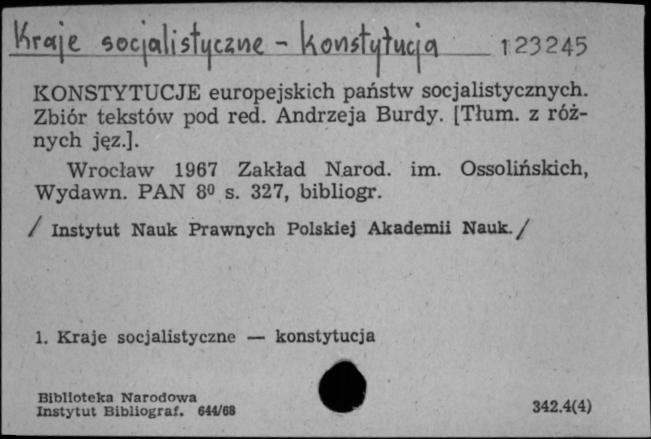 Kraje socjalistyczne - konstytucja 123245
KONSTYTUCJE europejskich państw socjalistycznych.
Zbiór tekstów pod red. Andrzeja Burdy. [Tłum. z róż-
nych jęz.].
Wrocław 1967 Zakład Narod. im. Ossolińskich,
Wydawn. PAN 8⁰ s. 327, bibliogr.
/ Instytut Nauk Prawnych Polskiej Akademii Nauk. /
1. Kraje socjalistyczne — konstytucja
Biblioteka Narodowa
Instytut Bibliograf. 644/68 342.4(4)